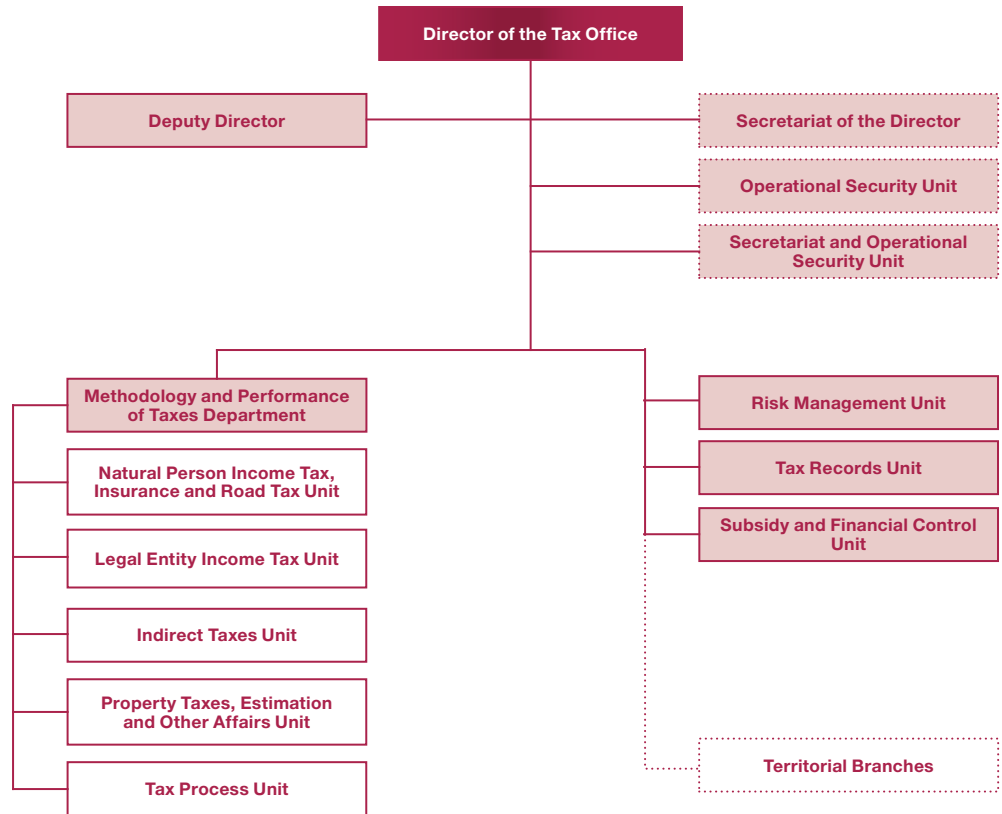 Director of the Tax Office
Deputy Director
Secretariat of the Director
Operational Security Unit
Secretariat and Operational
Security Unit
Methodology and Performance
of Taxes Department
Natural Person Income Tax,
Insurance and Road Tax Unit
Legal Entity Income Tax Unit
Indirect Taxes Unit
Property Taxes, Estimation
and Other Affairs Unit
Tax Process Unit
Risk Management Unit
Tax Records Unit
Subsidy and Financial Control
Unit
Territorial Branches